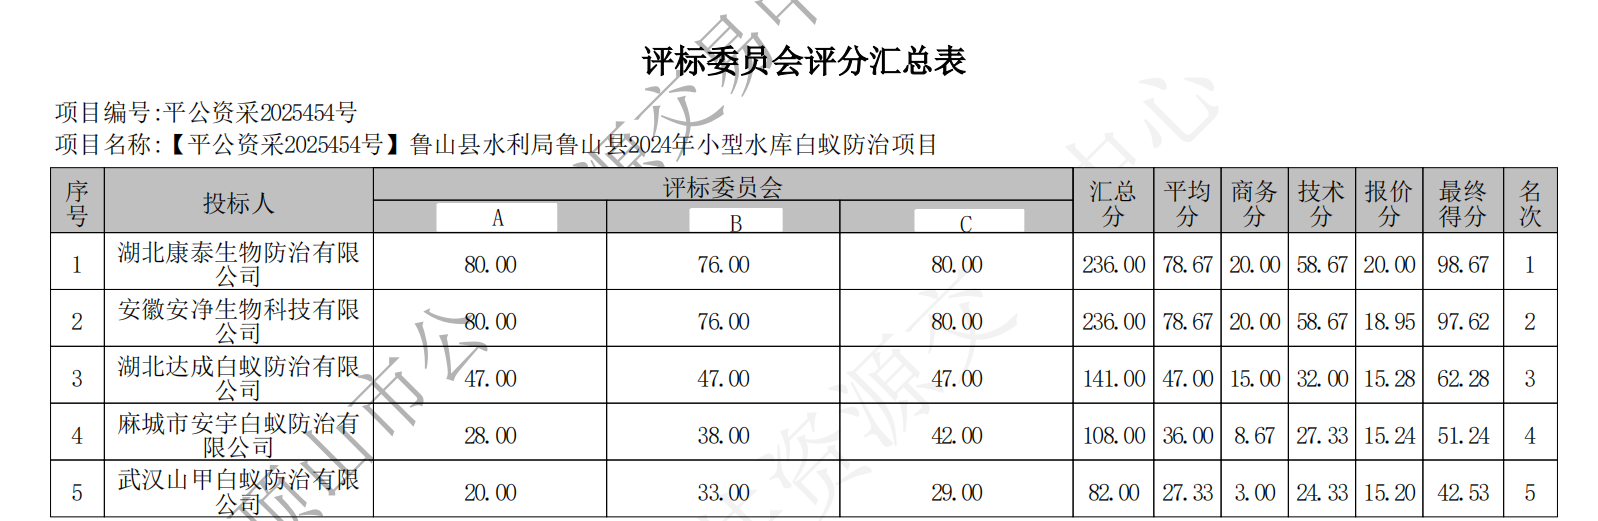 评标委员会评分汇总表
项目编号:平公资采2025454号
项目名称:【平公资采2025454号】鲁山县水利局鲁山县2024年小型水库白蚁防治项目
序号 投标人 评标委员会 汇总分 平均分 商务分 技术分 报价分 最终得分 名次
A B C
1 湖北康泰生物防治有限公司 80.00 76.00 80.00 236.00 78.67 20.00 58.67 20.00 98.67 1
2 安徽安净生物科技有限公司 80.00 76.00 80.00 236.00 78.67 20.00 58.67 18.95 97.62 2
3 湖北达成白蚁防治有限公司 47.00 47.00 47.00 141.00 47.00 15.00 32.00 15.28 62.28 3
4 麻城市安宇白蚁防治有限公司 28.00 38.00 42.00 108.00 36.00 8.67 27.33 15.24 51.24 4
5 武汉山甲白蚁防治有限公司 20.00 33.00 29.00 82.00 27.33 3.00 24.33 15.20 42.53 5
顶山市公 源交易中
资源交 中心